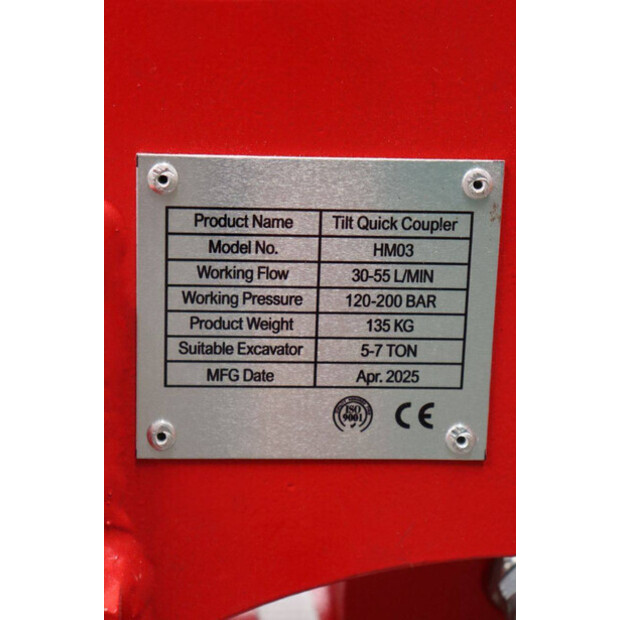 Product Name Tilt Quick Coupler
Model No. HM03
Working Flow 30-55 L/MIN
Working Pressure 120-200 BAR
Product Weight 135 KG
Suitable Excavator 5-7 TON
MFG Date Apr. 2025
ISO
9001
CE